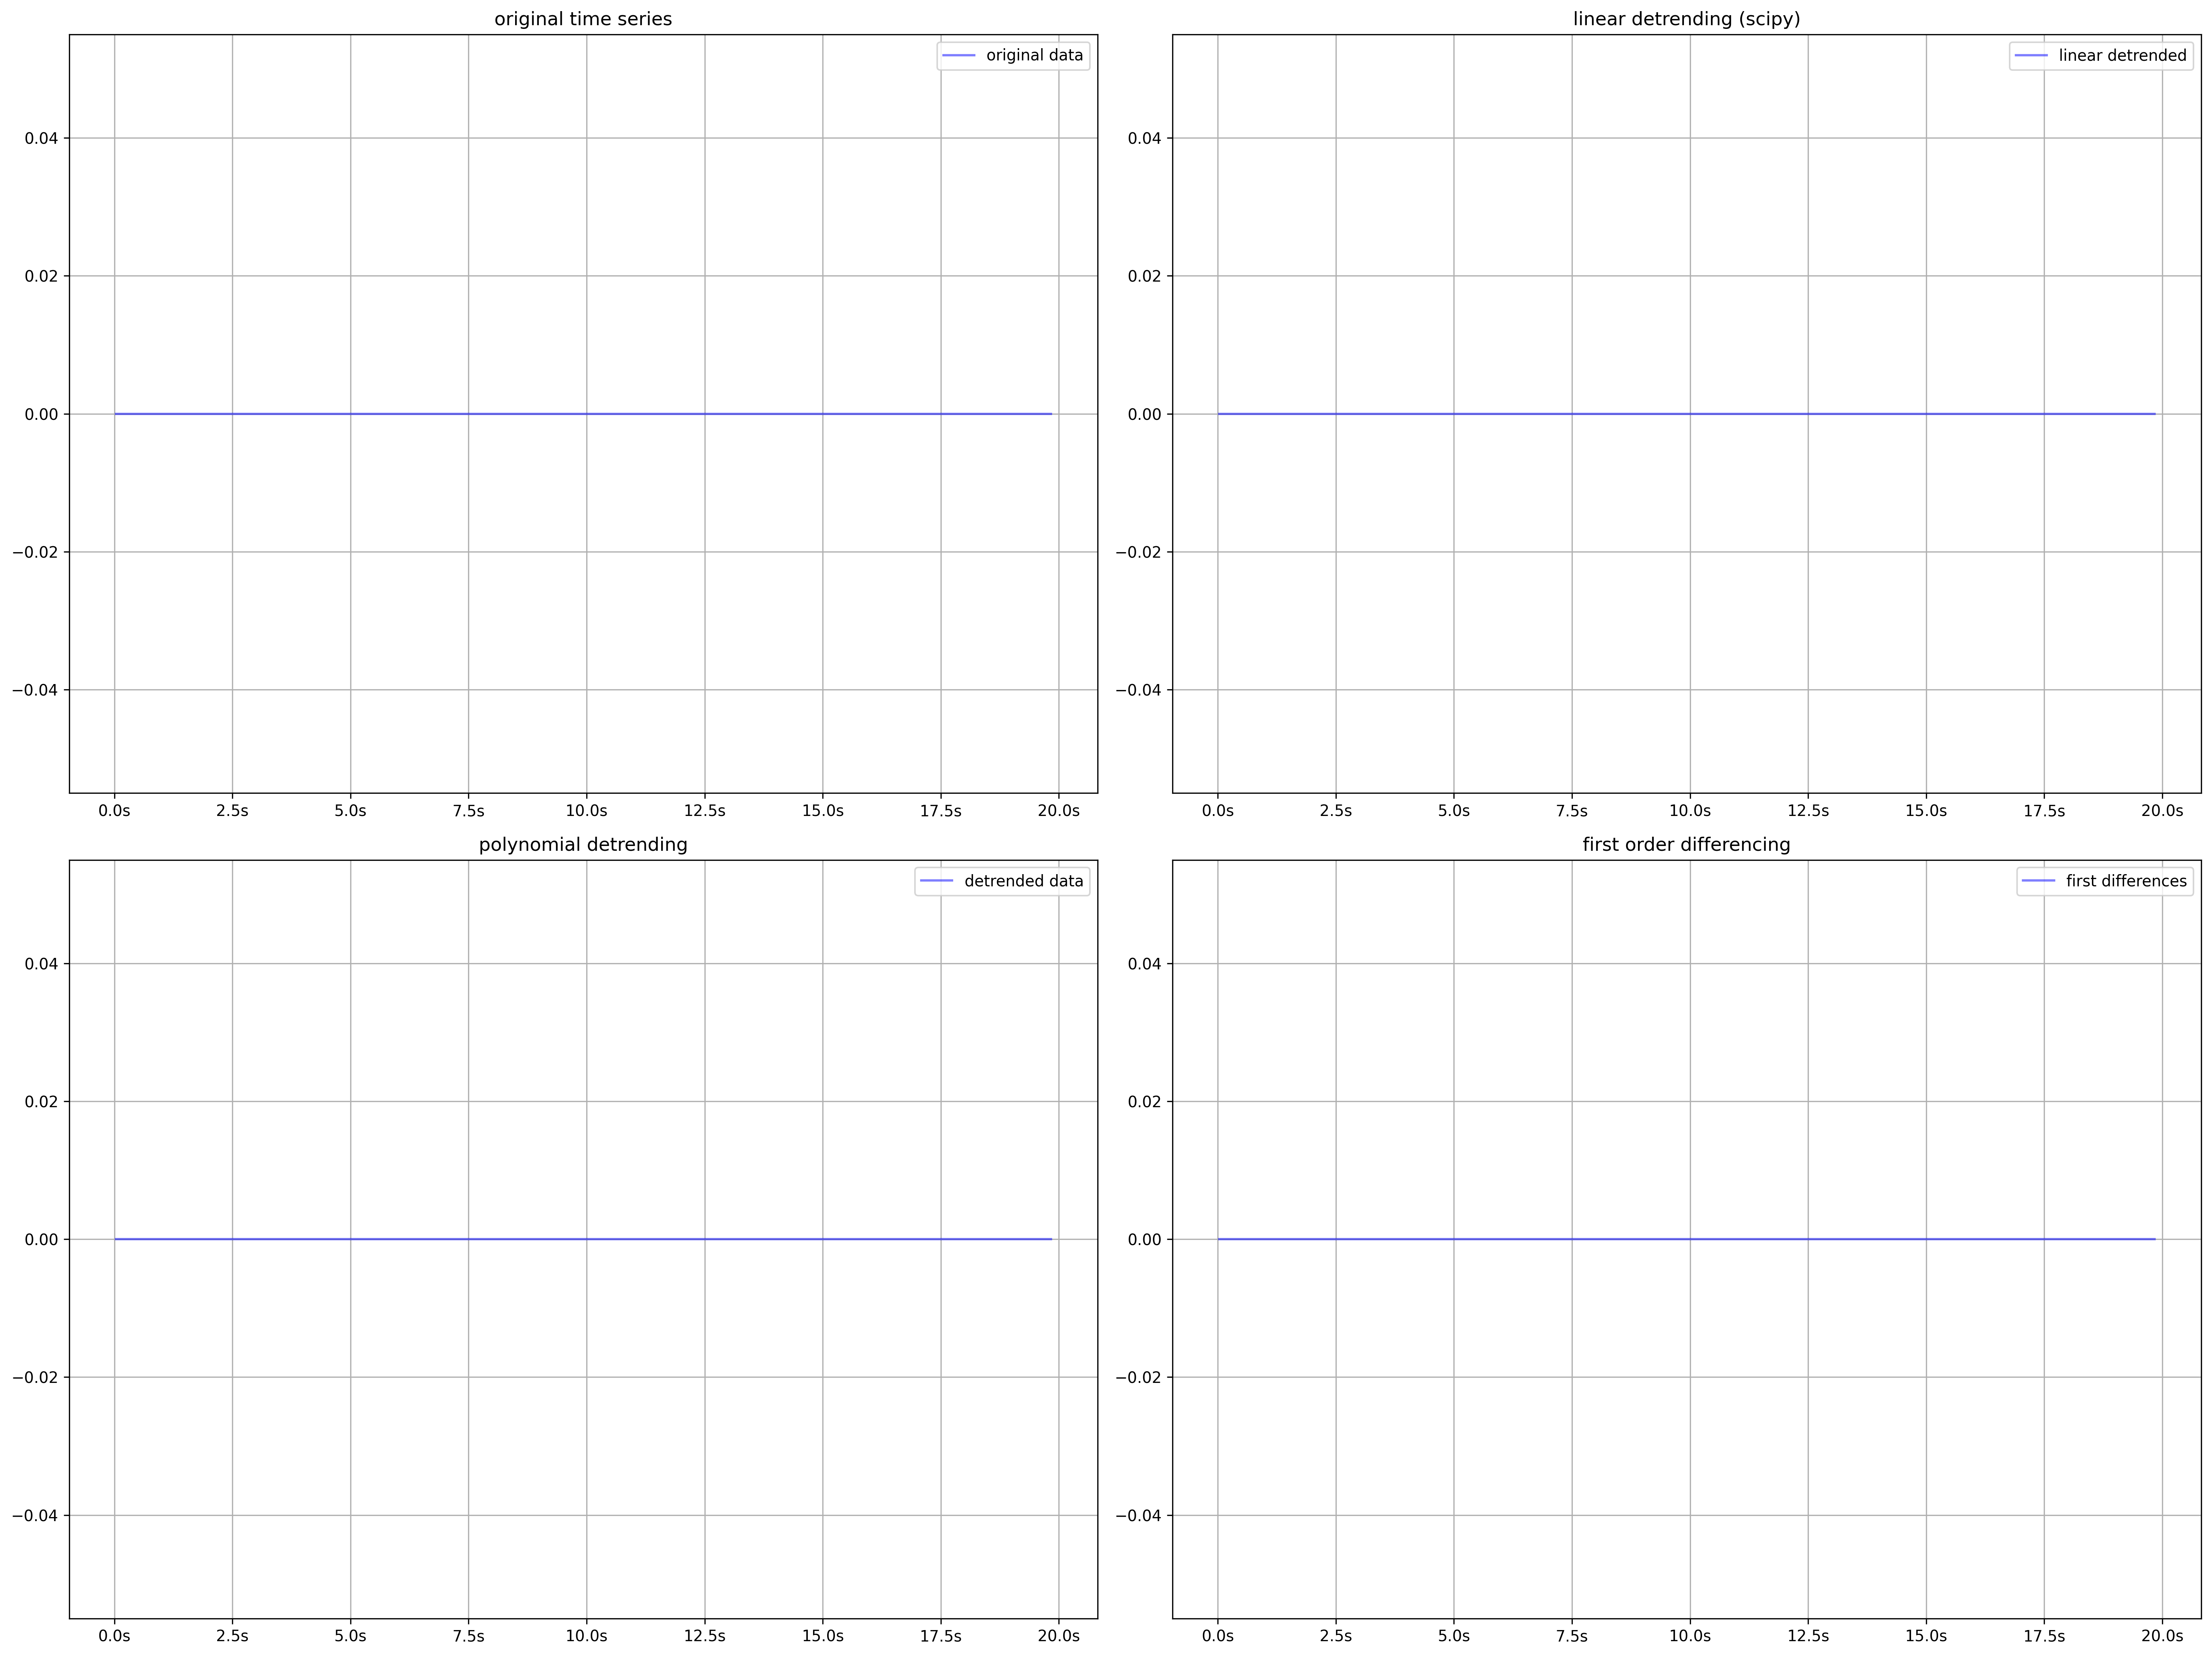 original time series
original data
0.04
0.02
0.00
−0.02
−0.04
0.0s 2.5s 5.0s 7.5s 10.0s 12.5s 15.0s 17.5s 20.0s
linear detrending (scipy)
linear detrended
0.04
0.02
0.00
−0.02
−0.04
0.0s 2.5s 5.0s 7.5s 10.0s 12.5s 15.0s 17.5s 20.0s
polynomial detrending
detrended data
0.04
0.02
0.00
−0.02
−0.04
0.0s 2.5s 5.0s 7.5s 10.0s 12.5s 15.0s 17.5s 20.0s
first order differencing
first differences
0.04
0.02
0.00
−0.02
−0.04
0.0s 2.5s 5.0s 7.5s 10.0s 12.5s 15.0s 17.5s 20.0s